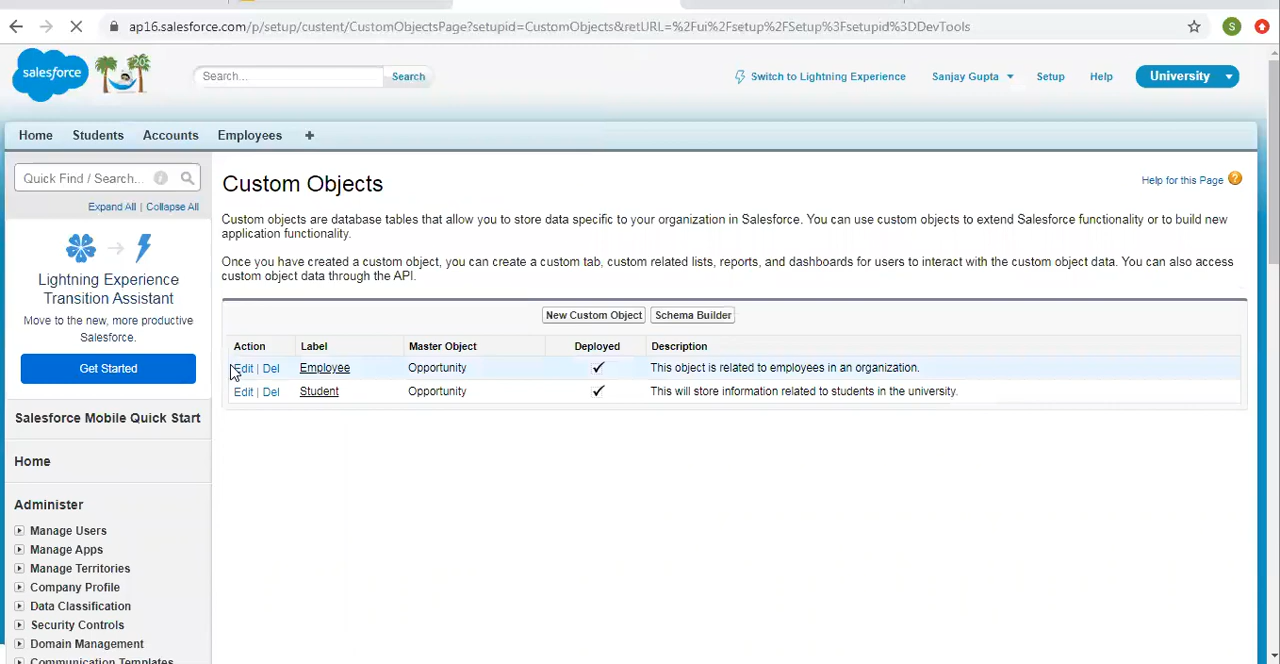 ap16.salesforce.com/p/setup/custent/CustomObjectsPage?setupid=CustomObjects&retURL=%2Fui%2Fsetup%2FSetup%3Fsetupid%3DDevTools
S
salesforce
Search...
Search
Switch to Lightning Experience
Sanjay Gupta
Setup
Help
University
Home
Students
Accounts
Employees
+
Quick Find / Search...
Expand All | Collapse All
Lightning Experience
Transition Assistant
Move to the new, more productive
Salesforce.
Get Started
Salesforce Mobile Quick Start
Home
Administer
Manage Users
Manage Apps
Manage Territories
Company Profile
Data Classification
Security Controls
Domain Management
Communication Templates
Custom Objects
Help for this Page
Custom objects are database tables that allow you to store data specific to your organization in Salesforce. You can use custom objects to extend Salesforce functionality or to build new
application functionality.
Once you have created a custom object, you can create a custom tab, custom related lists, reports, and dashboards for users to interact with the custom object data. You can also access
custom object data through the API.
New Custom Object
Schema Builder
Action Label Master Object Deployed Description
Edit | Del Employee Opportunity ✓ This object is related to employees in an organization.
Edit | Del Student Opportunity ✓ This will store information related to students in the university.